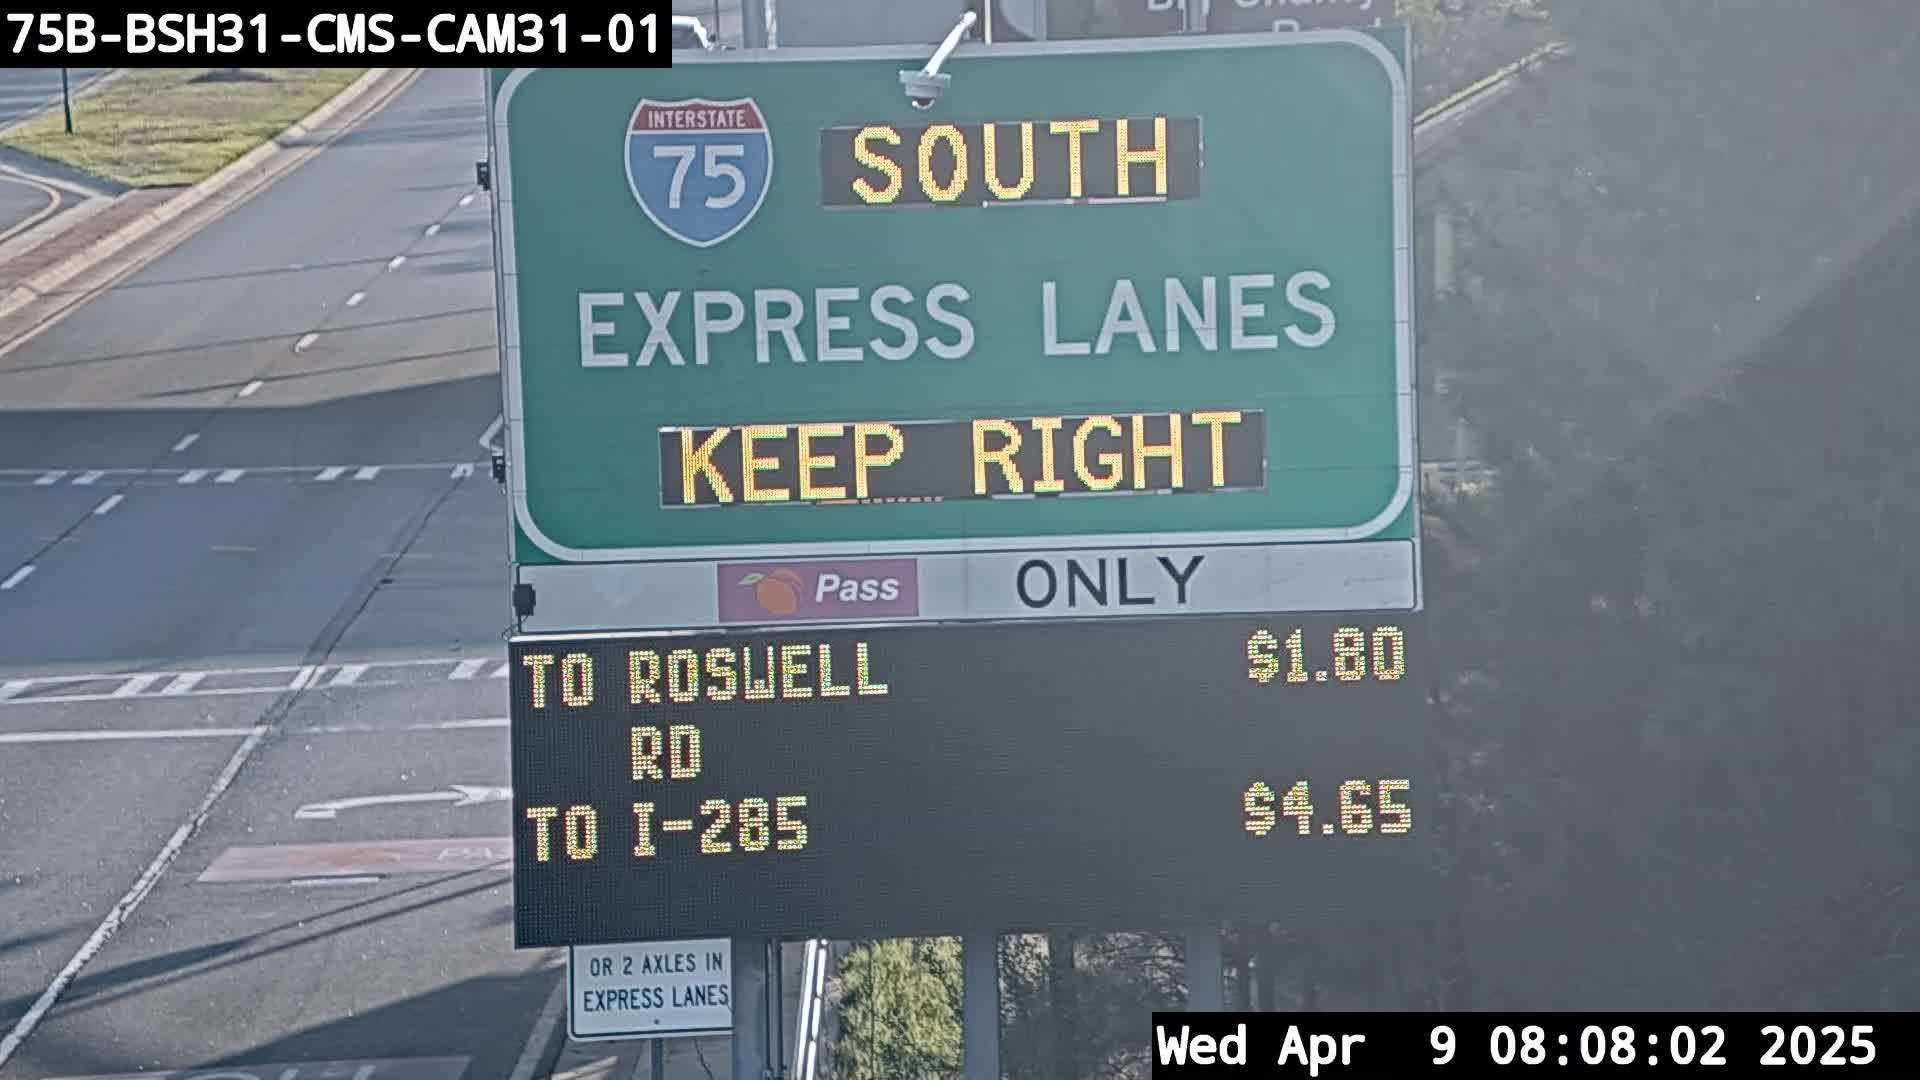 75B-BSH31-CMS-CAM31-01
INTERSTATE
75
SOUTH
EXPRESS LANES
KEEP RIGHT
Pass ONLY
TO ROSWELL $1.80
RD
TO I-285 $4.65
OR 2 AXLES IN
EXPRESS LANES
Wed Apr 9 08:08:02 2025